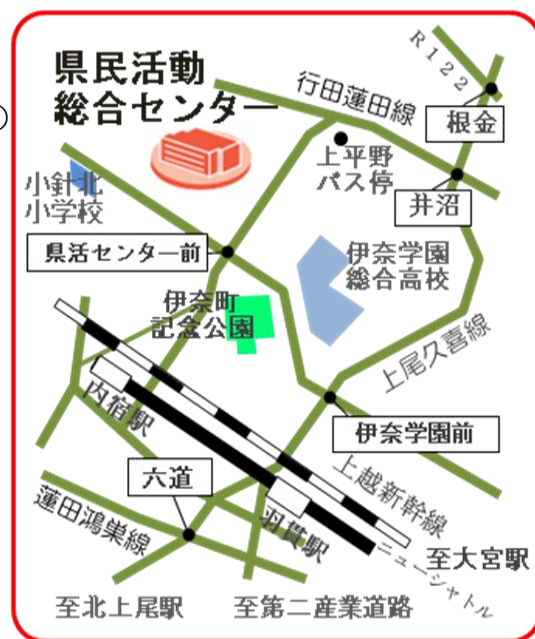 県民活動
総合センター
R122
行田蓮田線
根金
上平野
バス停
小針北
小学校
井沼
県活センター前
伊奈学園
総合高校
伊奈町
記念公園
上尾久喜線
内宿駅
伊奈学園前
六道
上越新幹線
羽貫駅
蓮田鴻巣線
至大宮駅
ニューシャトル
至北上尾駅
至第二産業道路